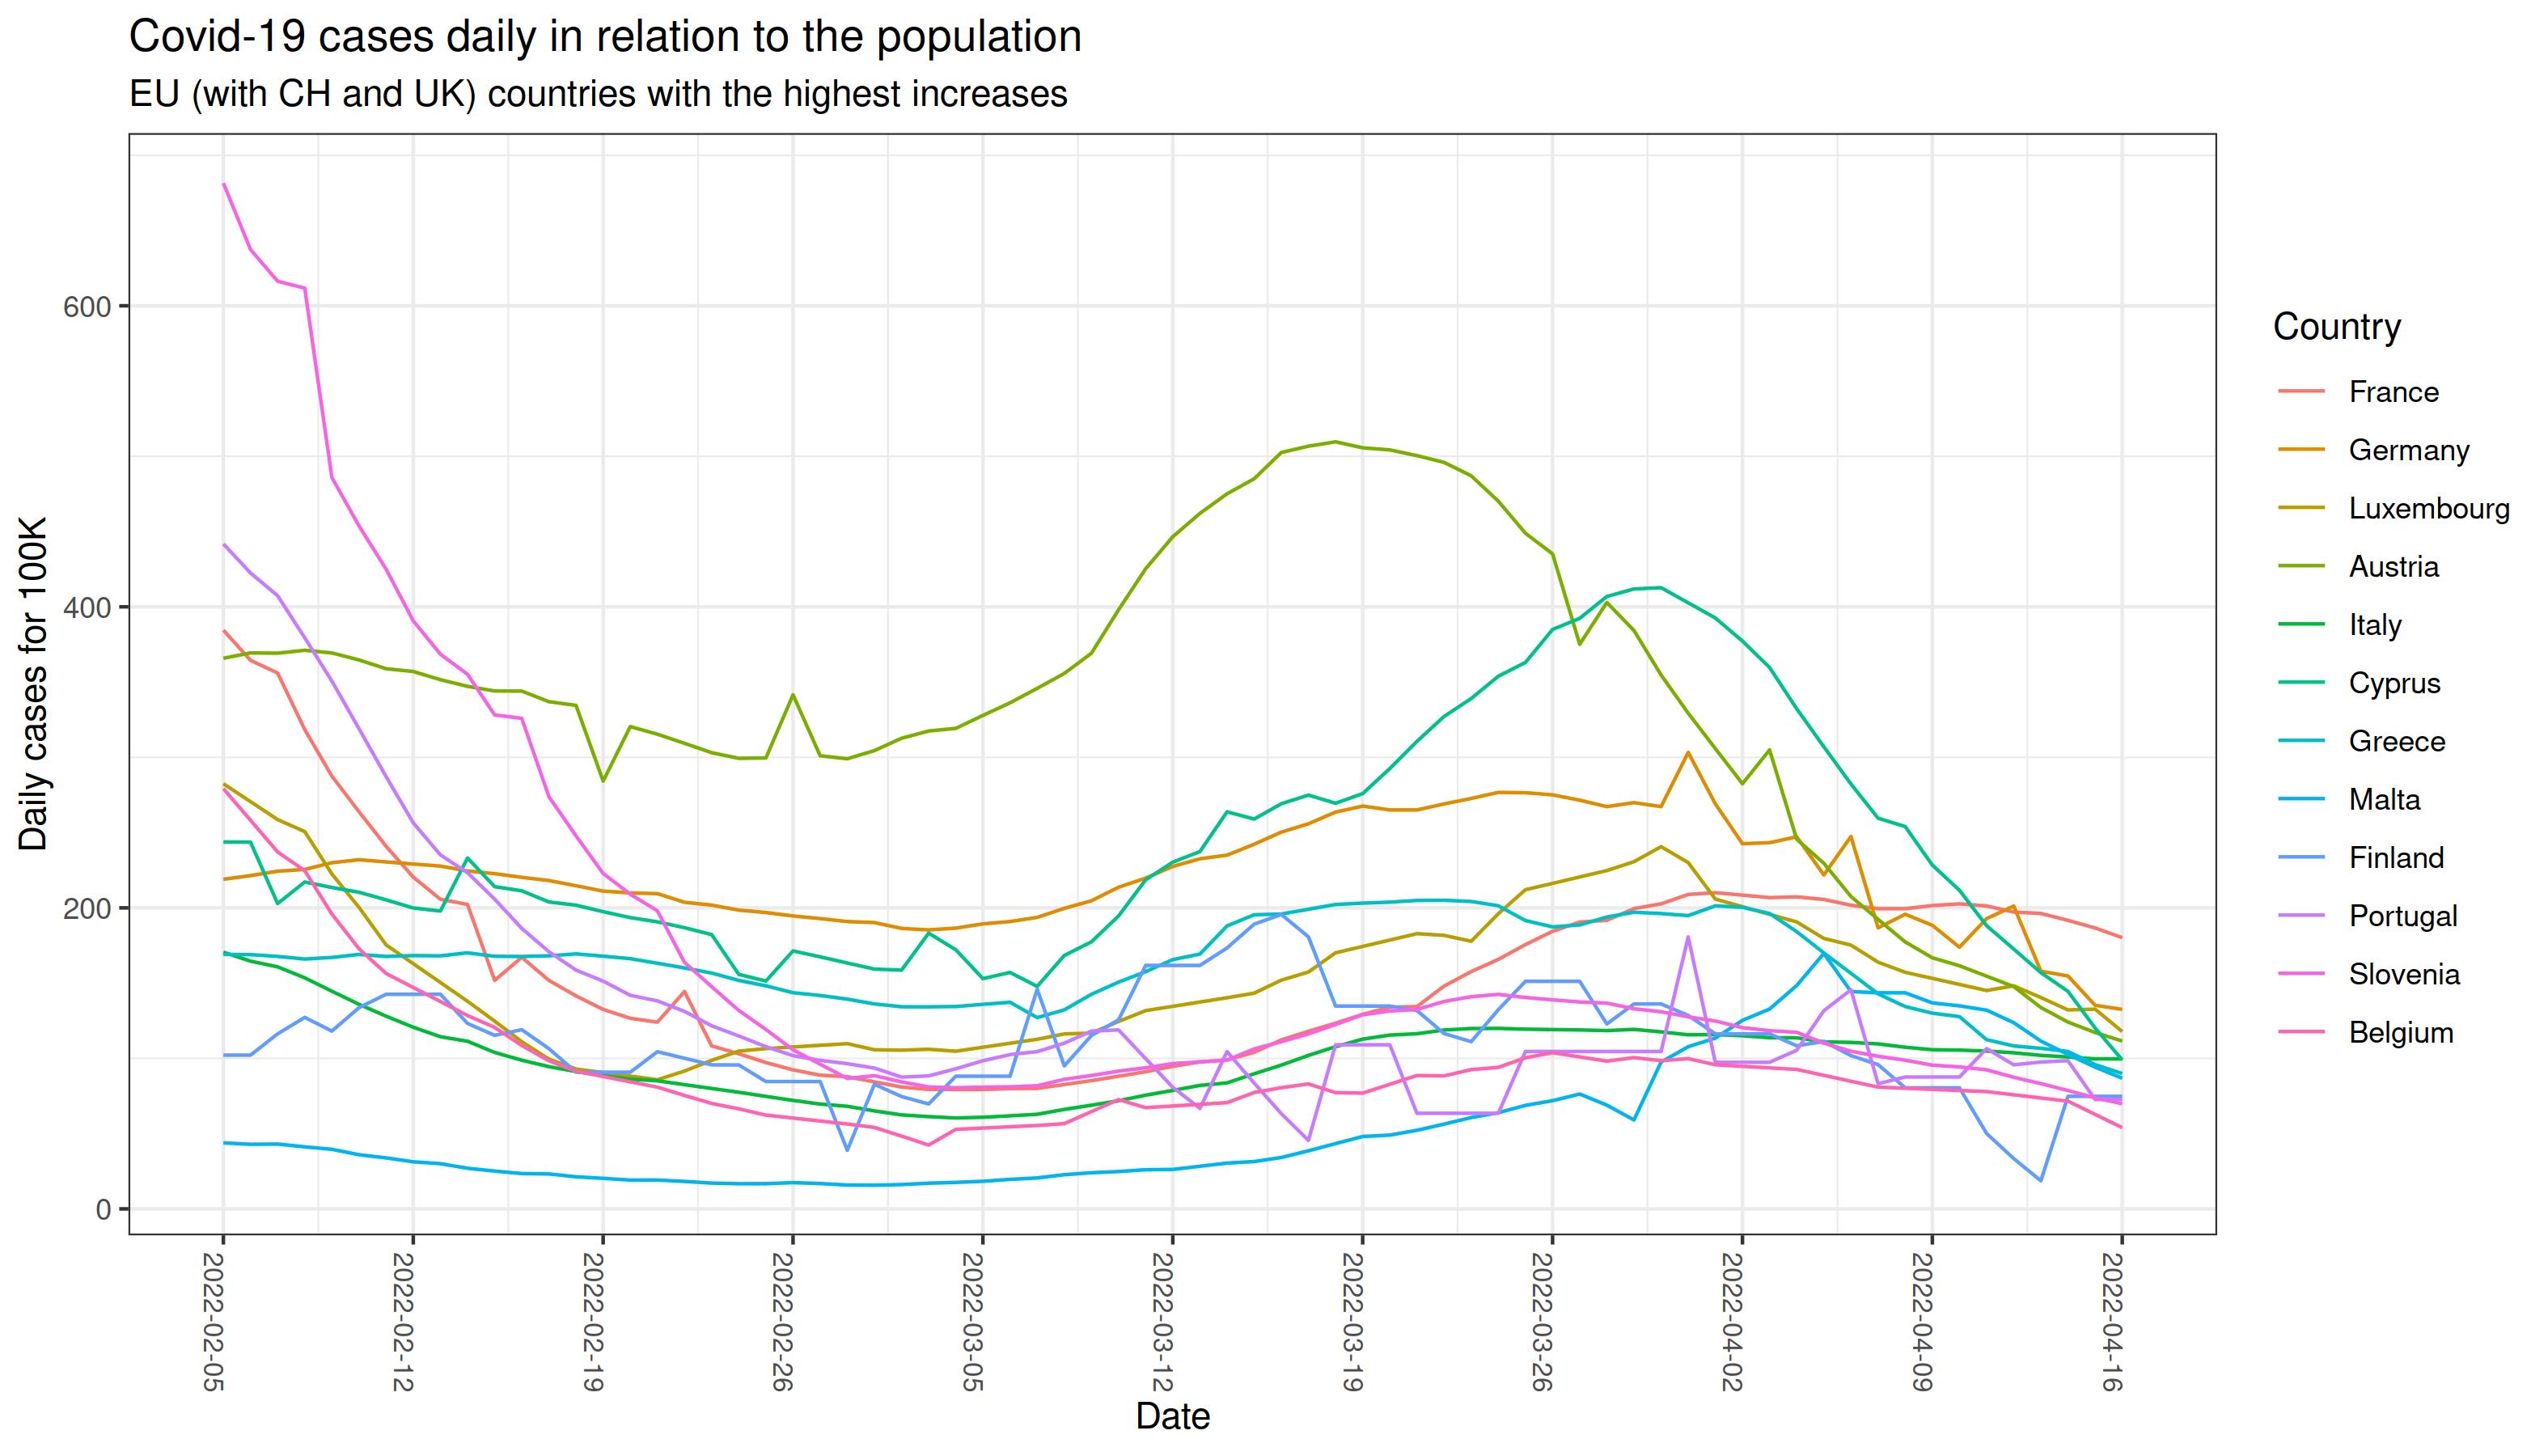 Covid-19 cases daily in relation to the population
EU (with CH and UK) countries with the highest increases
Daily cases for 100K
600
400
200
0
2022-02-05
2022-02-12
2022-02-19
2022-02-26
2022-03-05
2022-03-12
2022-03-19
2022-03-26
2022-04-02
2022-04-09
2022-04-16
Date
Country
France
Germany
Luxembourg
Austria
Italy
Cyprus
Greece
Malta
Finland
Portugal
Slovenia
Belgium